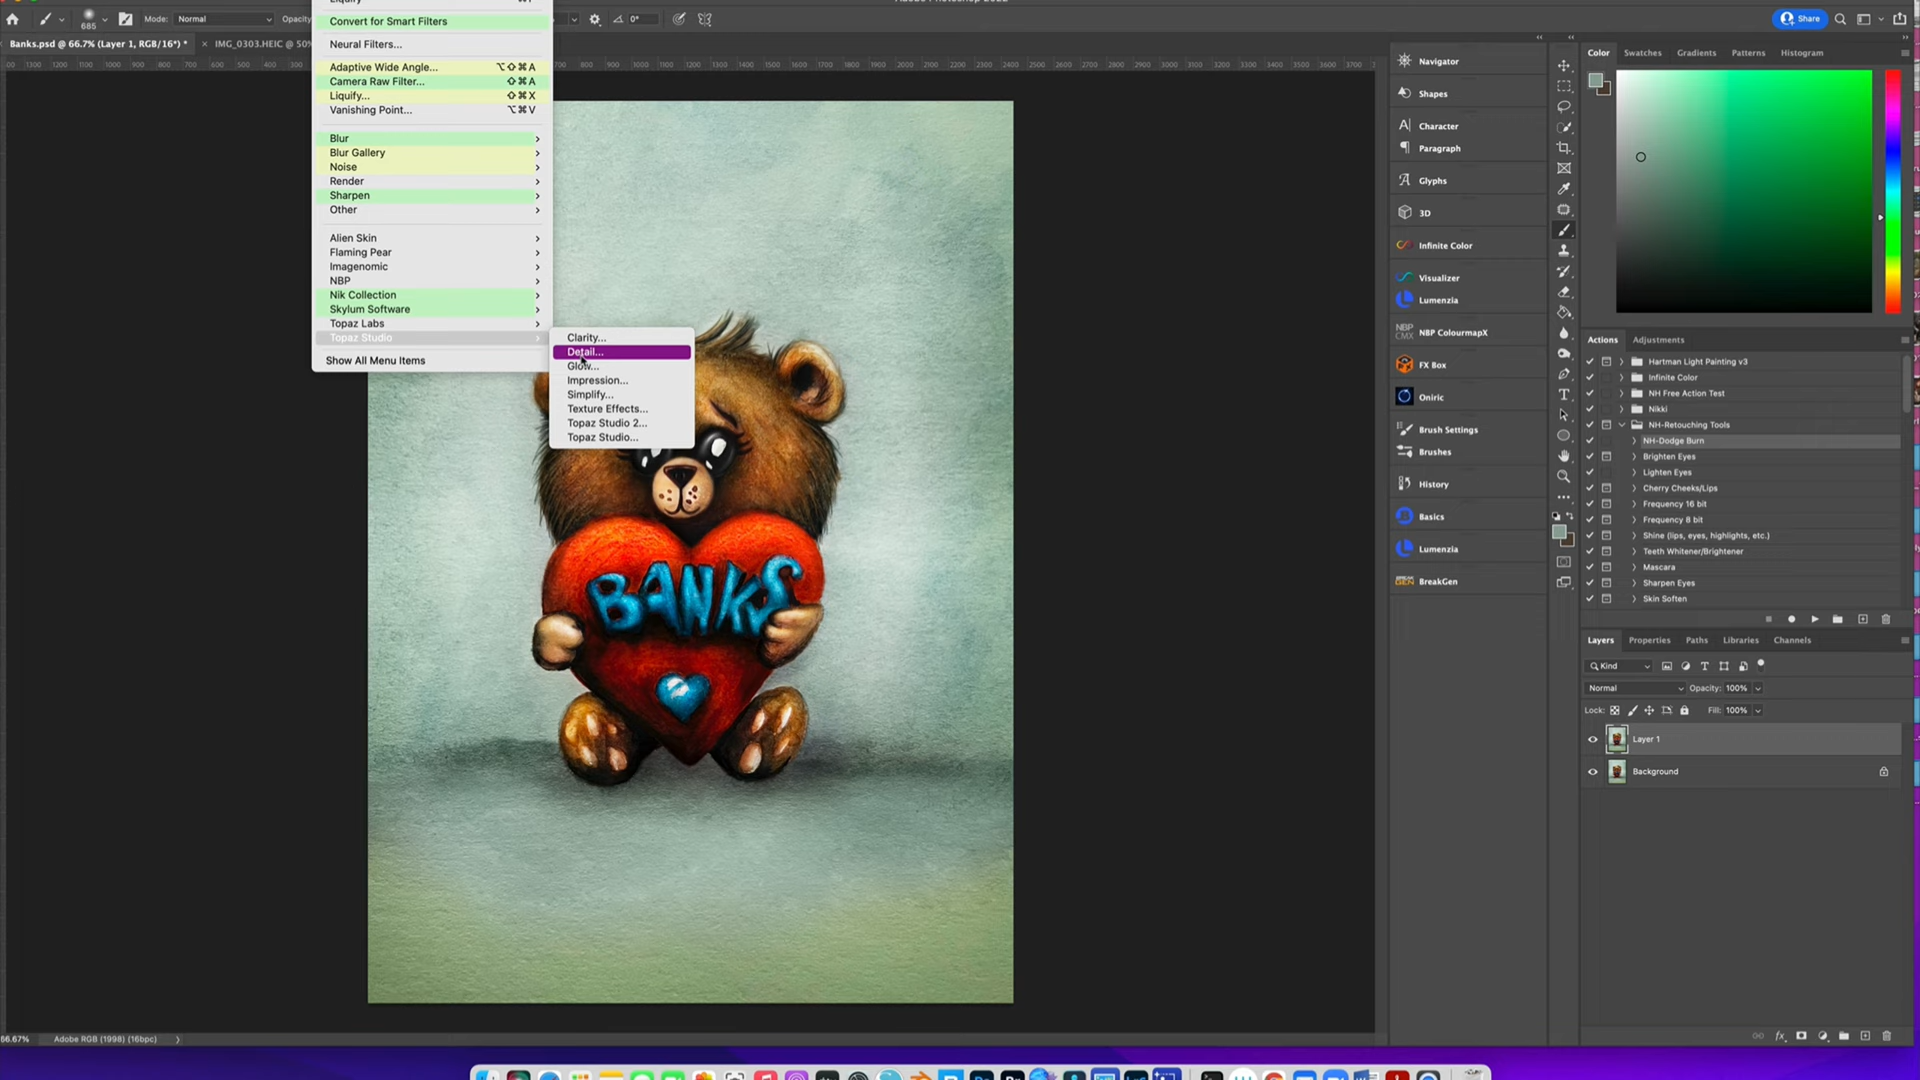 685
Mode:
Normal
Opacity
0°
Share
Banks.psd @ 66.7% (Layer 1, RGB/16*) *
IMG_0303.HEIC @ 50%
Convert for Smart Filters
Neural Filters...
Adaptive Wide Angle... ⌥⇧⌘A
Camera Raw Filter... ⇧⌘A
Liquify... ⇧⌘X
Vanishing Point... ⌥⌘V
Blur
Blur Gallery
Noise
Render
Sharpen
Other
Alien Skin
Flaming Pear
Imagenomic
NBP
Nik Collection
Skylum Software
Topaz Labs
Topaz Studio
Show All Menu Items
Clarity...
Detail...
Glow...
Impression...
Simplify...
Texture Effects...
Topaz Studio 2...
Topaz Studio...
BANKS
Navigator
Shapes
Character
Paragraph
Glyphs
3D
Infinite Color
Visualizer
Lumenzia
NBP CMX
NBP ColourmapX
FX Box
Oniric
Brush Settings
Brushes
History
Basics
Lumenzia
BreakGen
Color Swatches Gradients Patterns Histogram
Actions Adjustments
Hartman Light Painting v3
Infinite Color
NH Free Action Test
Nikki
NH-Retouching Tools
NH-Dodge Burn
Brighten Eyes
Lighten Eyes
Cherry Cheeks/Lips
Frequency 16 bit
Frequency 8 bit
Shine (lips, eyes, highlights, etc.)
Teeth Whitener/Brightener
Mascara
Sharpen Eyes
Skin Soften
Layers Properties Paths Libraries Channels
Kind
Normal
Opacity: 100%
Lock:
Fill: 100%
Layer 1
Background
66.67%
Adobe RGB (1998) (16bpc)